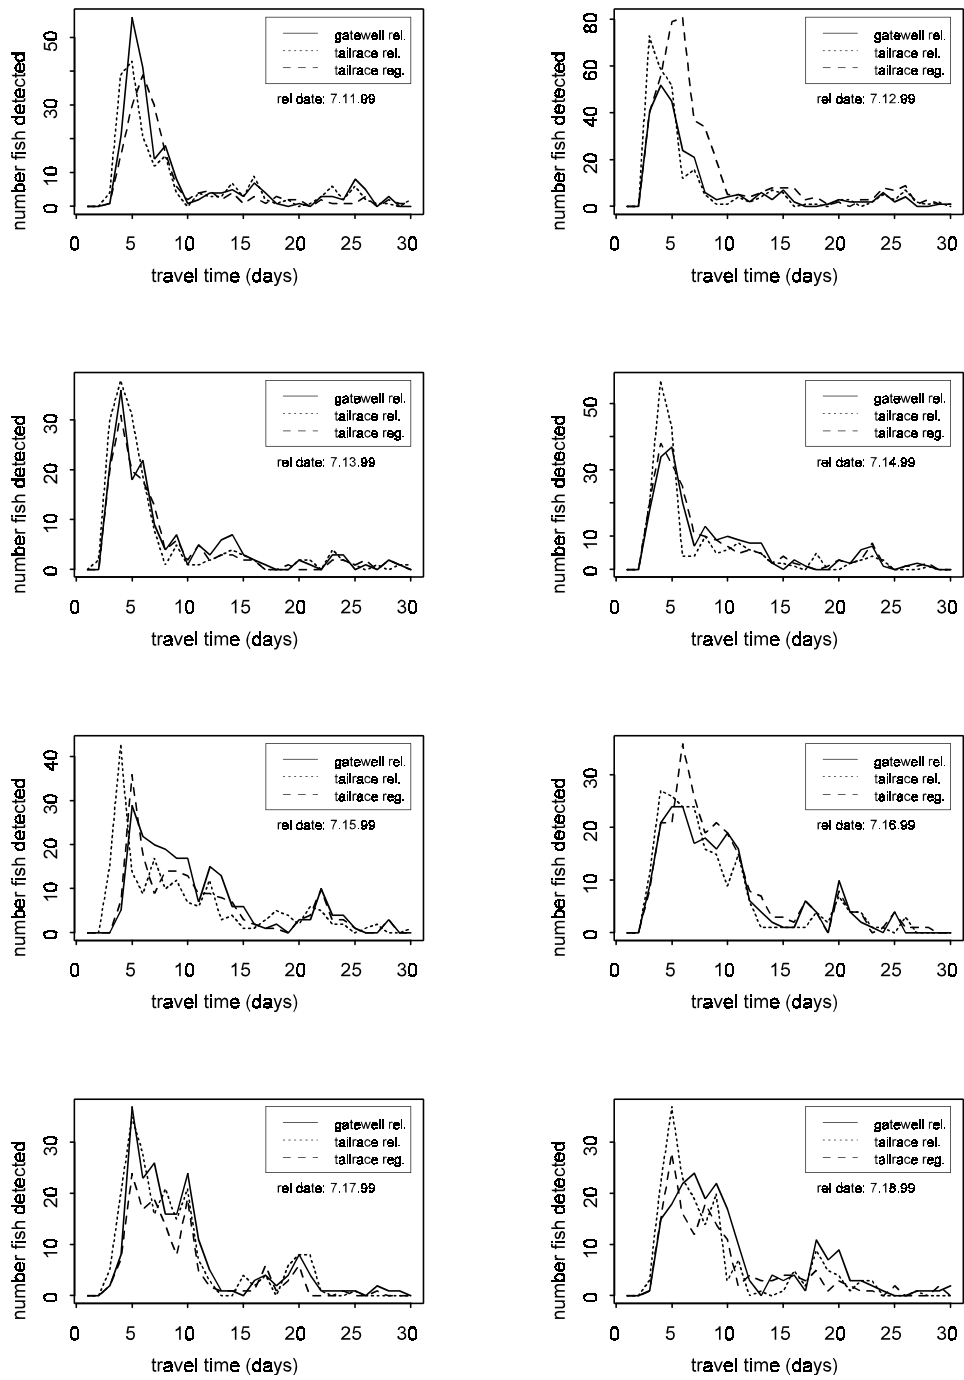 number fish detected
0 10 30 50
gatewell rel.
tailrace rel.
tailrace reg.
rel date: 7.11.99
0 5 10 15 20 25 30
travel time (days)
number fish detected
0 20 40 60 80
gatewell rel.
tailrace rel.
tailrace reg.
rel date: 7.12.99
0 5 10 15 20 25 30
travel time (days)
number fish detected
0 10 20 30
gatewell rel.
tailrace rel.
tailrace reg.
rel date: 7.13.99
0 5 10 15 20 25 30
travel time (days)
number fish detected
0 10 30 50
gatewell rel.
tailrace rel.
tailrace reg.
rel date: 7.14.99
0 5 10 15 20 25 30
travel time (days)
number fish detected
0 10 20 30 40
gatewell rel.
tailrace rel.
tailrace reg.
rel date: 7.15.99
0 5 10 15 20 25 30
travel time (days)
number fish detected
0 10 20 30
gatewell rel.
tailrace rel.
tailrace reg.
rel date: 7.16.99
0 5 10 15 20 25 30
travel time (days)
number fish detected
0 10 20 30
gatewell rel.
tailrace rel.
tailrace reg.
rel date: 7.17.99
0 5 10 15 20 25 30
travel time (days)
number fish detected
0 10 20 30
gatewell rel.
tailrace rel.
tailrace reg.
rel date: 7.18.99
0 5 10 15 20 25 30
travel time (days)